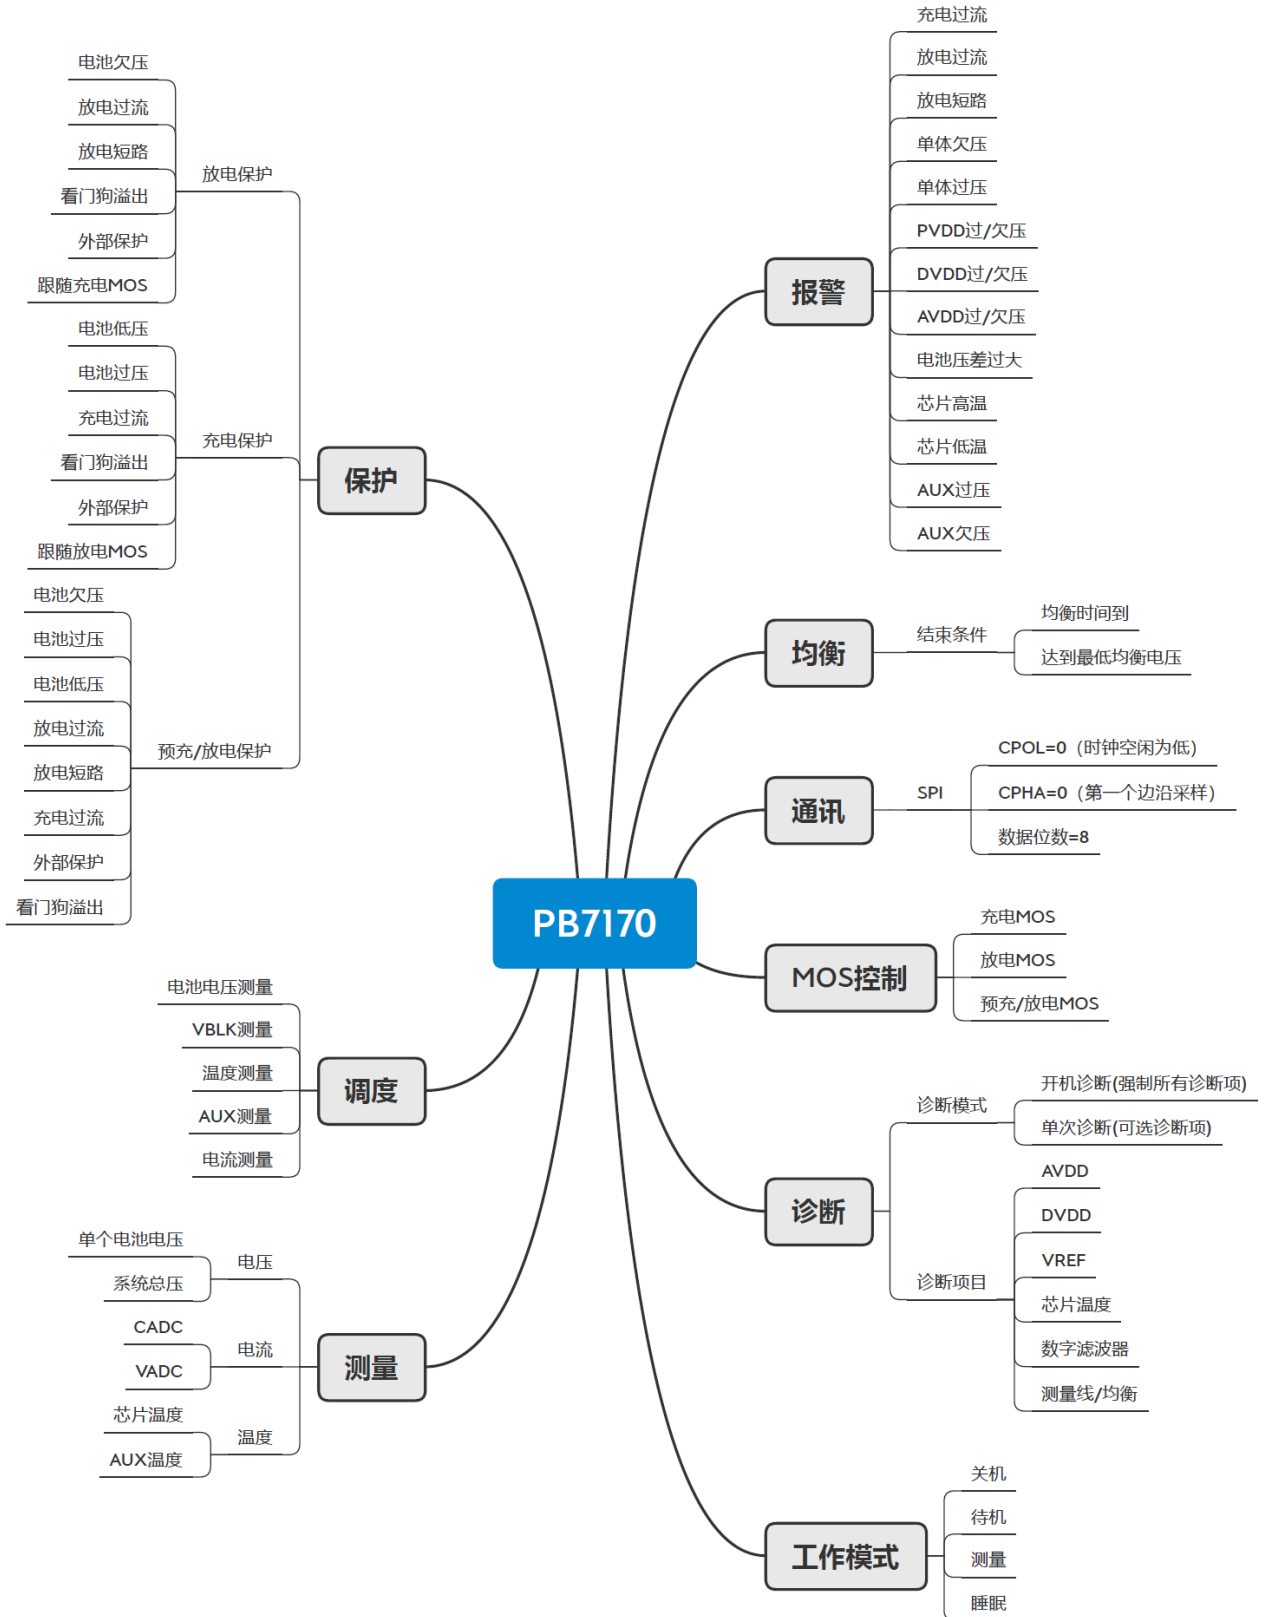 PB7170
报警
充电过流
放电过流
放电短路
单体欠压
单体过压
PVDD过/欠压
DVDD过/欠压
AVDD过/欠压
电池压差过大
芯片高温
芯片低温
AUX过压
AUX欠压
均衡
结束条件
均衡时间到
达到最低均衡电压
通讯
SPI
CPOL=0（时钟空闲为低）
CPHA=0（第一个边沿采样）
数据位数=8
MOS控制
充电MOS
放电MOS
预充/放电MOS
诊断
诊断模式
开机诊断(强制所有诊断项)
单次诊断(可选诊断项)
诊断项目
AVDD
DVDD
VREF
芯片温度
数字滤波器
测量线/均衡
工作模式
关机
待机
测量
睡眠
保护
放电保护
电池欠压
放电过流
放电短路
看门狗溢出
外部保护
跟随充电MOS
充电保护
电池低压
电池过压
充电过流
看门狗溢出
外部保护
跟随放电MOS
预充/放电保护
电池欠压
电池过压
电池低压
放电过流
放电短路
充电过流
外部保护
看门狗溢出
调度
电池电压测量
VBLK测量
温度测量
AUX测量
电流测量
测量
电压
单个电池电压
系统总压
电流
CADC
VADC
温度
芯片温度
AUX温度